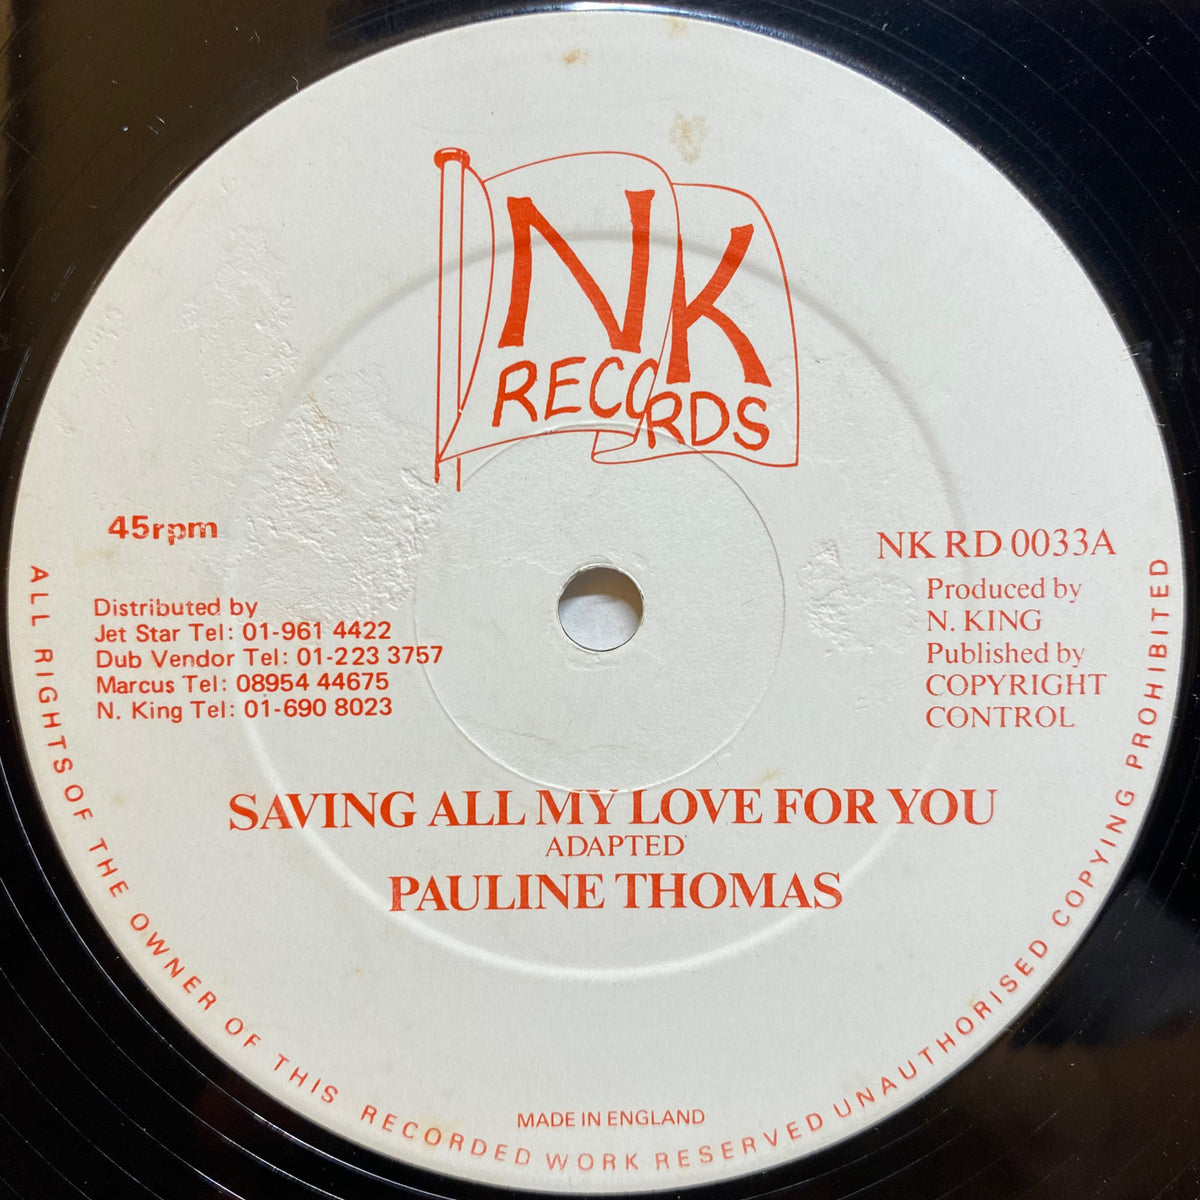 NK
RECORDS
45rpm
Distributed by
Jet Star Tel: 01-961 4422
Dub Vendor Tel: 01-223 3757
Marcus Tel: 08954 44675
N. King Tel: 01-690 8023
NK RD 0033A
Produced by
N. KING
Published by
COPYRIGHT
CONTROL
SAVING ALL MY LOVE FOR YOU
ADAPTED
PAULINE THOMAS
MADE IN ENGLAND
ALL RIGHTS OF THE OWNER OF THIS RECORDED WORK RESERVED UNAUTHORISED COPYING PROHIBITED